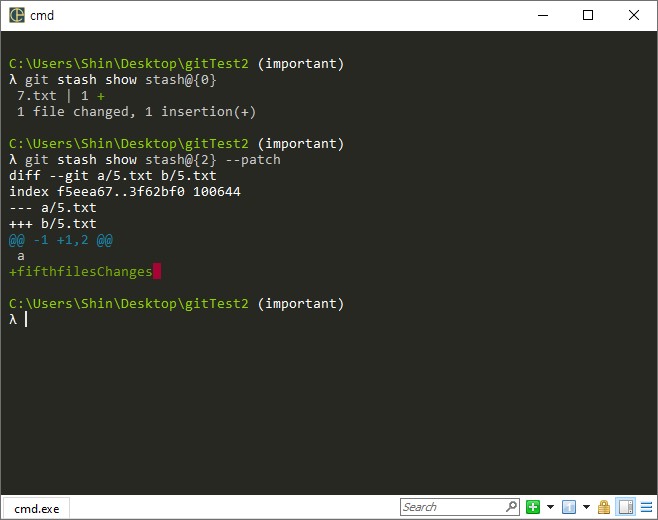 cmd
C:\Users\Shin\Desktop\gitTest2 (important)
λ git stash show stash@{0}
 7.txt | 1 +
 1 file changed, 1 insertion(+)
C:\Users\Shin\Desktop\gitTest2 (important)
λ git stash show stash@{2} --patch
diff --git a/5.txt b/5.txt
index f5eea67..3f62bf0 100644
--- a/5.txt
+++ b/5.txt
@@ -1 +1,2 @@
 a
+fifthfilesChanges
C:\Users\Shin\Desktop\gitTest2 (important)
λ
cmd.exe
Search